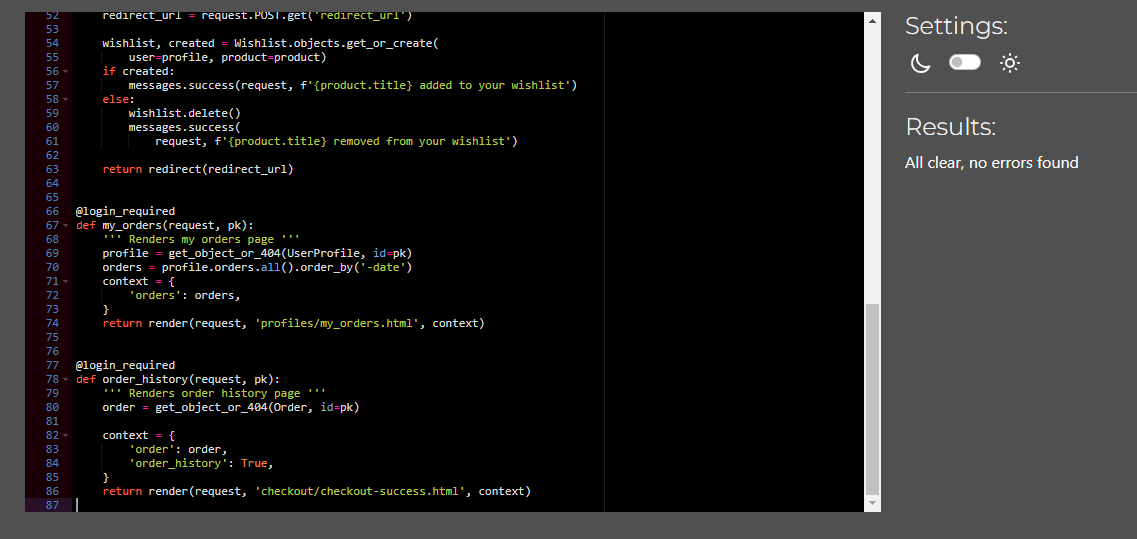 52 redirect_url = request.POST.get('redirect_url')
53
54 wishlist, created = Wishlist.objects.get_or_create(
55 user=profile, product=product)
56 if created:
57 messages.success(request, f'{product.title} added to your wishlist')
58 else:
59 wishlist.delete()
60 messages.success(
61 request, f'{product.title} removed from your wishlist')
62
63 return redirect(redirect_url)
64
65
66 @login_required
67 def my_orders(request, pk):
68 ''' Renders my orders page '''
69 profile = get_object_or_404(UserProfile, id=pk)
70 orders = profile.orders.all().order_by('-date')
71 context = {
72 'orders': orders,
73 }
74 return render(request, 'profiles/my_orders.html', context)
75
76
77 @login_required
78 def order_history(request, pk):
79 ''' Renders order history page '''
80 order = get_object_or_404(Order, id=pk)
81
82 context = {
83 'order': order,
84 'order_history': True,
85 }
86 return render(request, 'checkout/checkout-success.html', context)
87
Settings:
Results:
All clear, no errors found